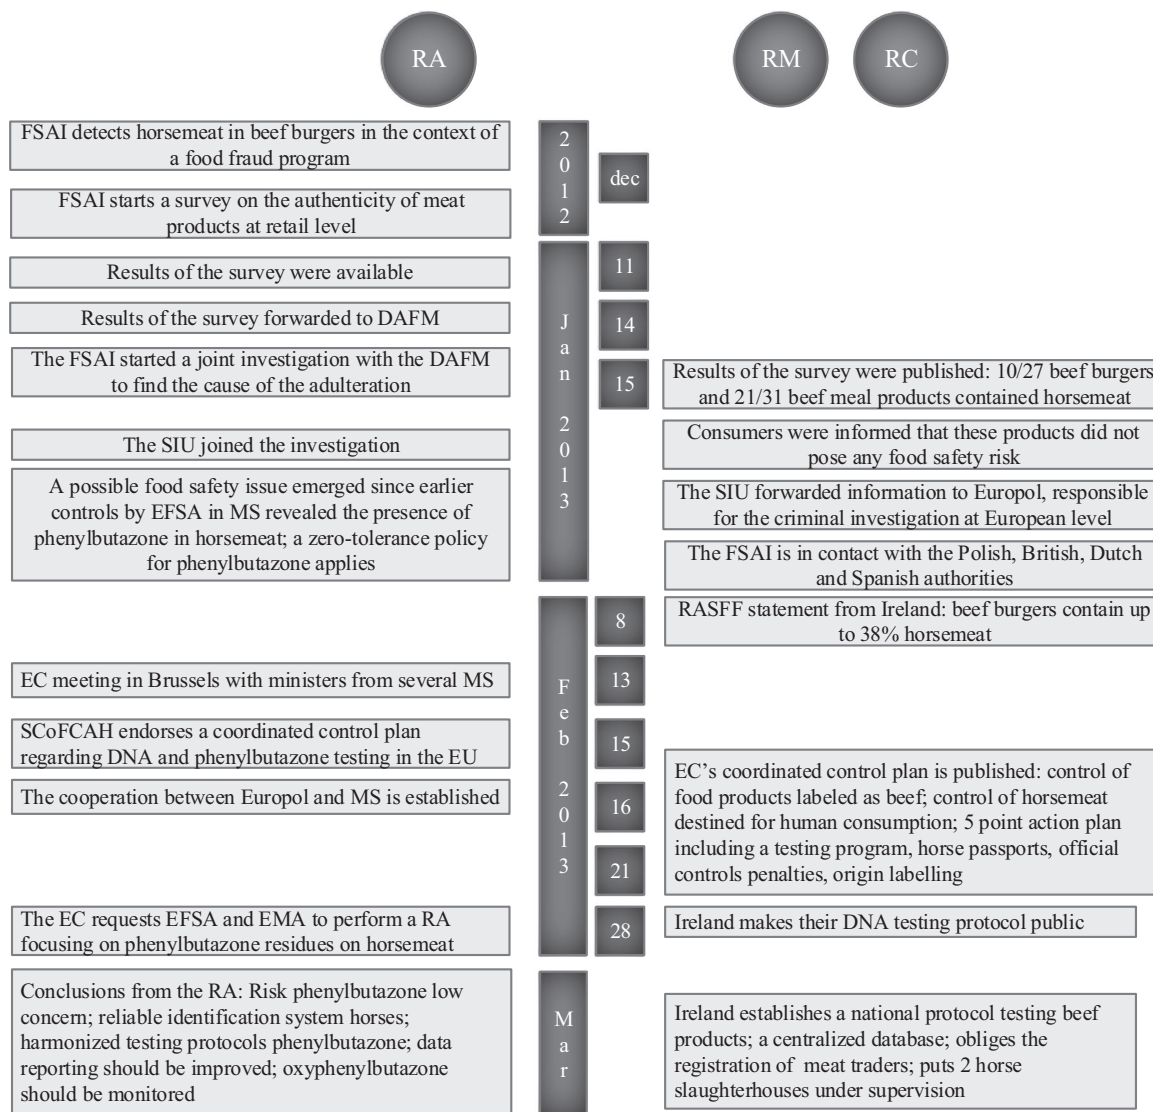 RA
RM
RC
FSAI detects horsemeat in beef burgers in the context of
a food fraud program
2012
dec
FSAI starts a survey on the authenticity of meat
products at retail level
Jan 2013
Results of the survey were available
11
Results of the survey forwarded to DAFM
14
The FSAI started a joint investigation with the DAFM
to find the cause of the adulteration
15
Results of the survey were published: 10/27 beef burgers
and 21/31 beef meal products contained horsemeat
The SIU joined the investigation
Consumers were informed that these products did not
pose any food safety risk
A possible food safety issue emerged since earlier
controls by EFSA in MS revealed the presence of
phenylbutazone in horsemeat; a zero-tolerance policy
for phenylbutazone applies
The SIU forwarded information to Europol, responsible
for the criminal investigation at European level
The FSAI is in contact with the Polish, British, Dutch
and Spanish authorities
Feb 2013
8
RASFF statement from Ireland: beef burgers contain up
to 38% horsemeat
EC meeting in Brussels with ministers from several MS
13
SCoFCAH endorses a coordinated control plan
regarding DNA and phenylbutazone testing in the EU
15
The cooperation between Europol and MS is established
16
EC's coordinated control plan is published: control of
food products labeled as beef; control of horsemeat
destined for human consumption; 5 point action plan
including a testing program, horse passports, official
controls penalties, origin labelling
21
The EC requests EFSA and EMA to perform a RA
focusing on phenylbutazone residues on horsemeat
28
Ireland makes their DNA testing protocol public
Mar
Conclusions from the RA: Risk phenylbutazone low
concern; reliable identification system horses;
harmonized testing protocols phenylbutazone; data
reporting should be improved; oxyphenylbutazone
should be monitored
Ireland establishes a national protocol testing beef
products; a centralized database; obliges the
registration of meat traders; puts 2 horse
slaughterhouses under supervision